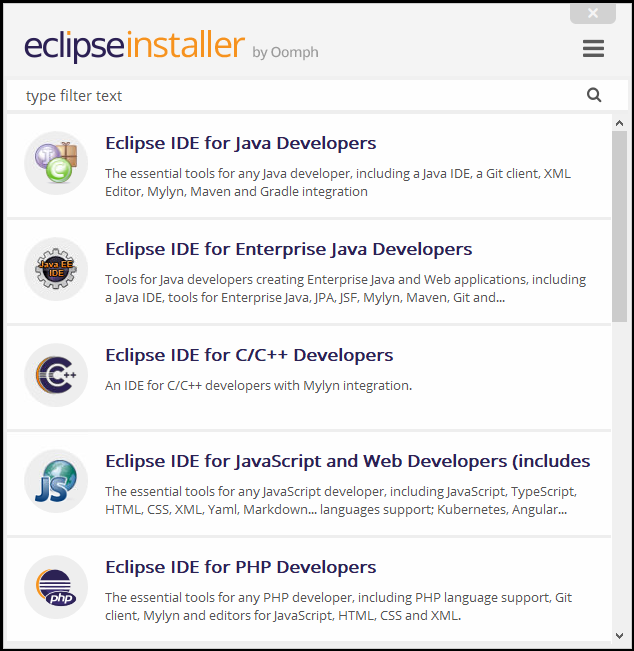 eclipseinstaller by Oomph
type filter text
Eclipse IDE for Java Developers
The essential tools for any Java developer, including a Java IDE, a Git client, XML
Editor, Mylyn, Maven and Gradle integration
Java EE
IDE
Eclipse IDE for Enterprise Java Developers
Tools for Java developers creating Enterprise Java and Web applications, including
a Java IDE, tools for Enterprise Java, JPA, JSF, Mylyn, Maven, Git and...
C++
Eclipse IDE for C/C++ Developers
An IDE for C/C++ developers with Mylyn integration.
JS
Eclipse IDE for JavaScript and Web Developers (includes
The essential tools for any JavaScript developer, including JavaScript, TypeScript,
HTML, CSS, XML, Yaml, Markdown... languages support; Kubernetes, Angular...
php
Eclipse IDE for PHP Developers
The essential tools for any PHP developer, including PHP language support, Git
client, Mylyn and editors for JavaScript, HTML, CSS and XML.